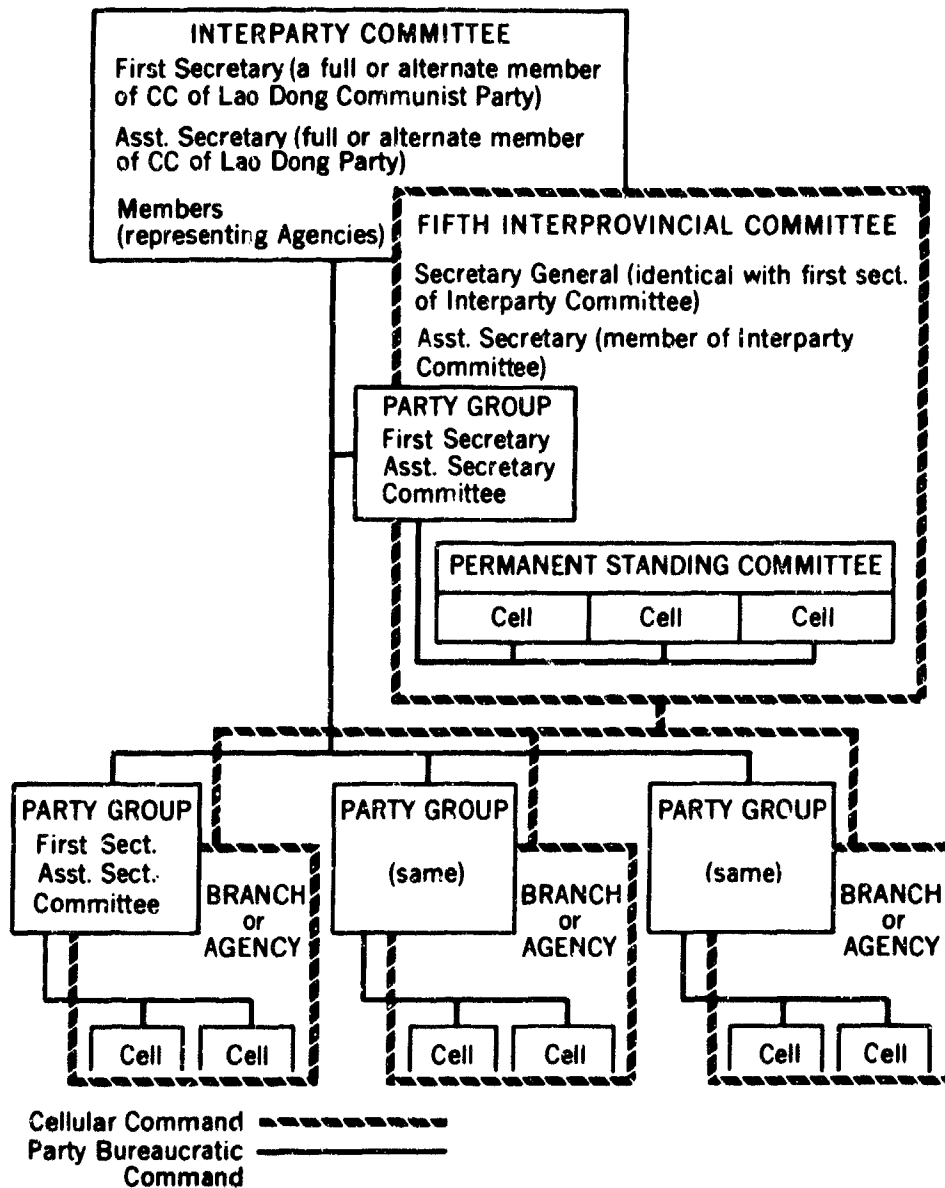 INTERPARTY COMMITTEE
First Secretary (a full or alternate member
of CC of Lao Dong Communist Party)
Asst. Secretary (full or alternate member
of CC of Lao Dong Party)
Members
(representing Agencies)
FIFTH INTERPROVINCIAL COMMITTEE
Secretary General (identical with first sect.
of Interparty Committee)
Asst. Secretary (member of Interparty
Committee)
PARTY GROUP
First Secretary
Asst. Secretary
Committee
PERMANENT STANDING COMMITTEE
Cell
Cell
Cell
PARTY GROUP
First Sect.
Asst. Sect.
Committee
BRANCH
or
AGENCY
Cell
Cell
PARTY GROUP
(same)
BRANCH
or
AGENCY
Cell
Cell
PARTY GROUP
(same)
BRANCH
or
AGENCY
Cell
Cell
Cellular Command
Party Bureaucratic
Command